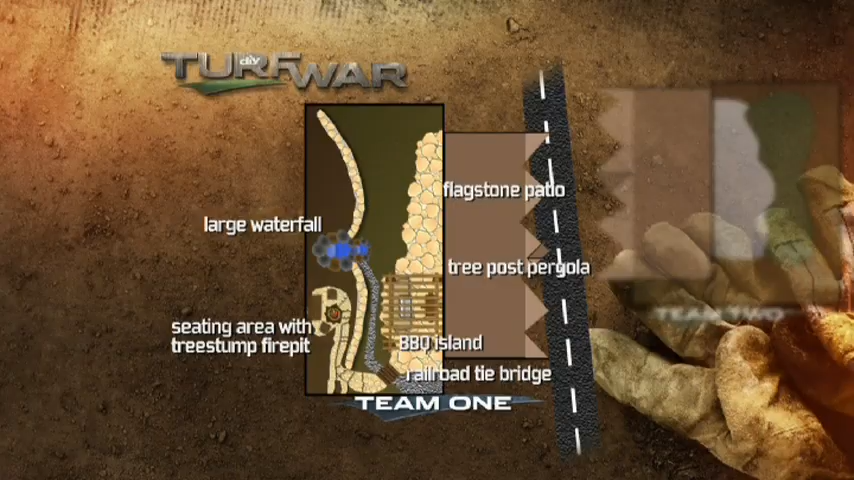 diy
TURF WAR
flagstone patio
large waterfall
tree post pergola
TEAM TWO
seating area with
treestump firepit
BBQ island
railroad tie bridge
TEAM ONE